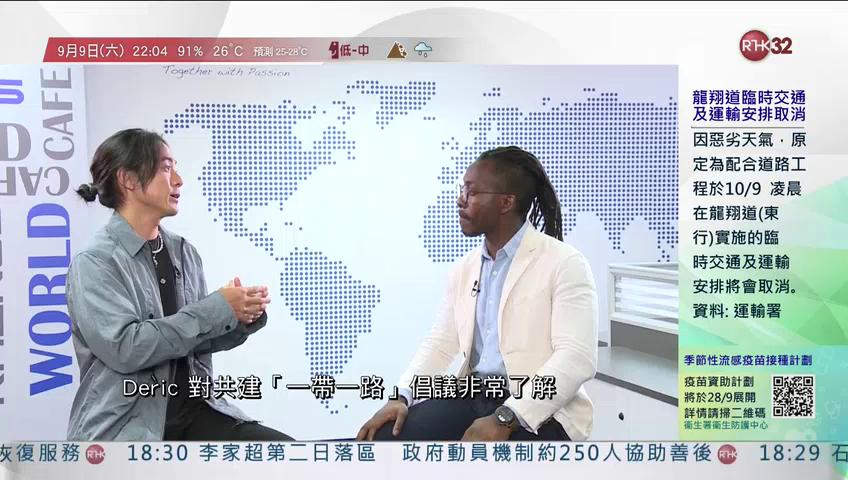 9月9日(六) 22:04 91% 26°C 預測 25-28°C 低-中
RTHK 32
Together with Passion
CAFE
WORLD
龍翔道臨時交通
及運輸安排取消
因惡劣天氣，原
定為配合道路工
程於10/9 凌晨
在龍翔道(東
行)實施的臨
時交通及運輸
安排將會取消。
資料: 運輸署
季節性流感疫苗接種計劃
疫苗資助計劃
將於28/9展開
詳情請掃二維碼
衞生署衞生防護中心
Deric 對共建「一帶一路」倡議非常了解
恢復服務 RTHK 18:30 李家超第二日落區 政府動員機制約250人協助善後 RTHK 18:29 石